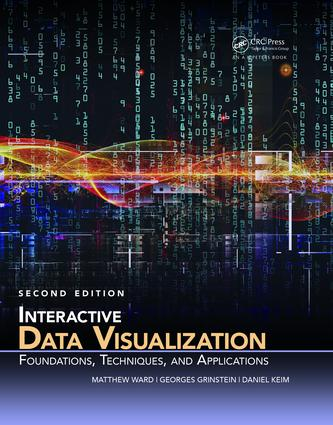 CRC Press
Taylor & Francis Group
AN A K PETERS BOOK
SECOND EDITION
INTERACTIVE
DATA VISUALIZATION
FOUNDATIONS, TECHNIQUES, AND APPLICATIONS
MATTHEW WARD | GEORGES GRINSTEIN | DANIEL KEIM